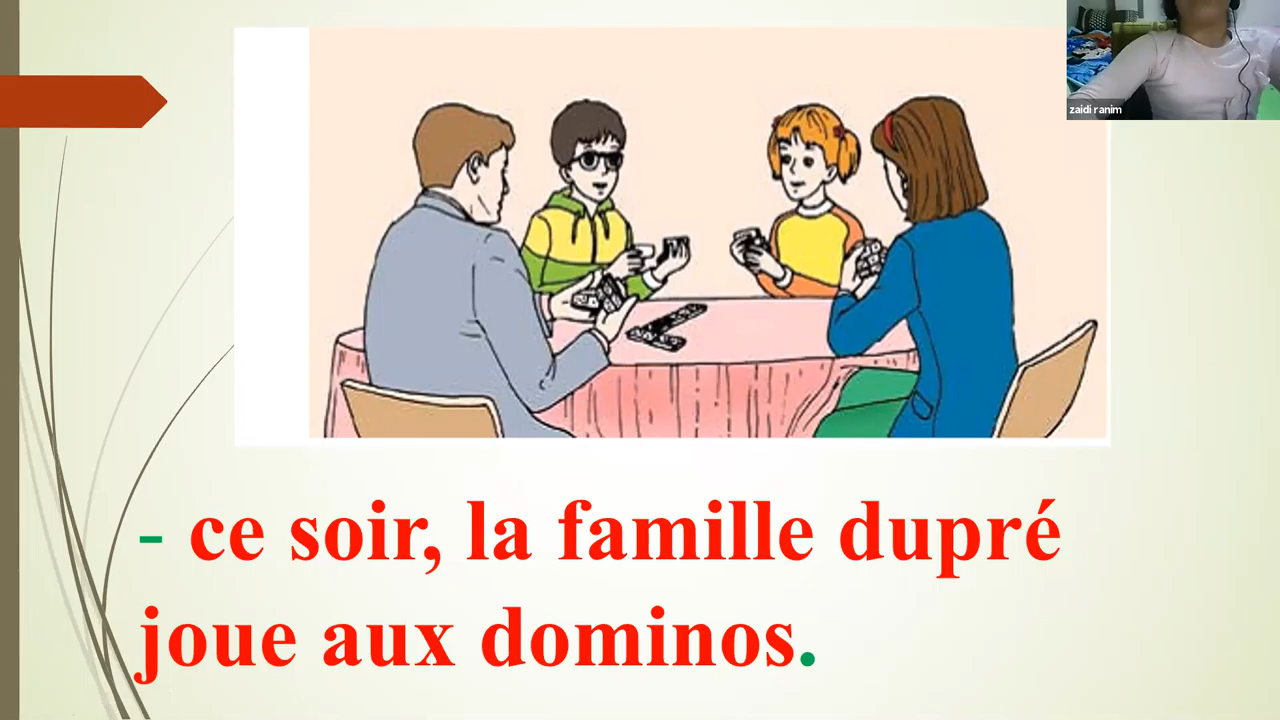 zaidi ranim
- ce soir, la famille dupré
joue aux dominos.